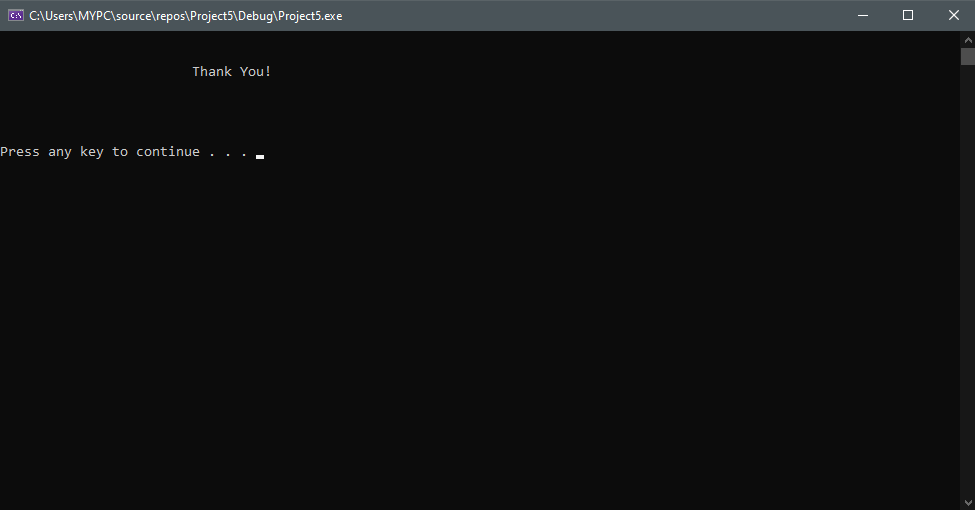 C:\Users\MYPC\source\repos\Project5\Debug\Project5.exe
Thank You!
Press any key to continue . . .